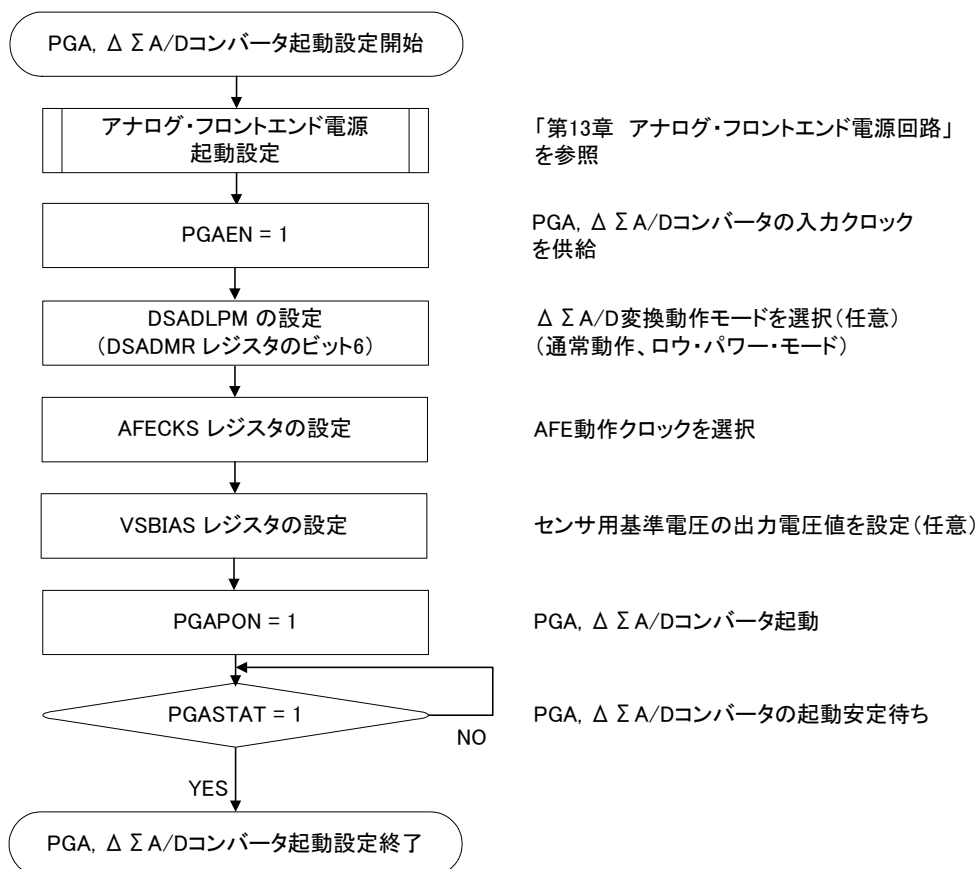 PGA, ΔΣA/Dコンバータ起動設定開始
アナログ・フロントエンド電源
起動設定
「第13章 アナログ・フロントエンド電源回路」
を参照
PGAEN = 1
PGA, ΔΣA/Dコンバータの入力クロック
を供給
DSADLPM の設定
(DSADMR レジスタのビット6)
ΔΣA/D変換動作モードを選択(任意)
(通常動作、ロウ・パワー・モード)
AFECKS レジスタの設定
AFE動作クロックを選択
VSBIAS レジスタの設定
センサ用基準電圧の出力電圧値を設定(任意)
PGAPON = 1
PGA, ΔΣA/Dコンバータ起動
PGASTAT = 1
PGA, ΔΣA/Dコンバータの起動安定待ち
NO
YES
PGA, ΔΣA/Dコンバータ起動設定終了